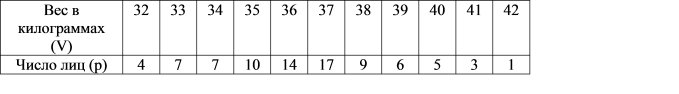 Вес в 32 33 34 35 36 37 38 39 40 41 42
килограммах
(V)
Число лиц (р) 4 7 7 10 14 17 9 6 5 3 1